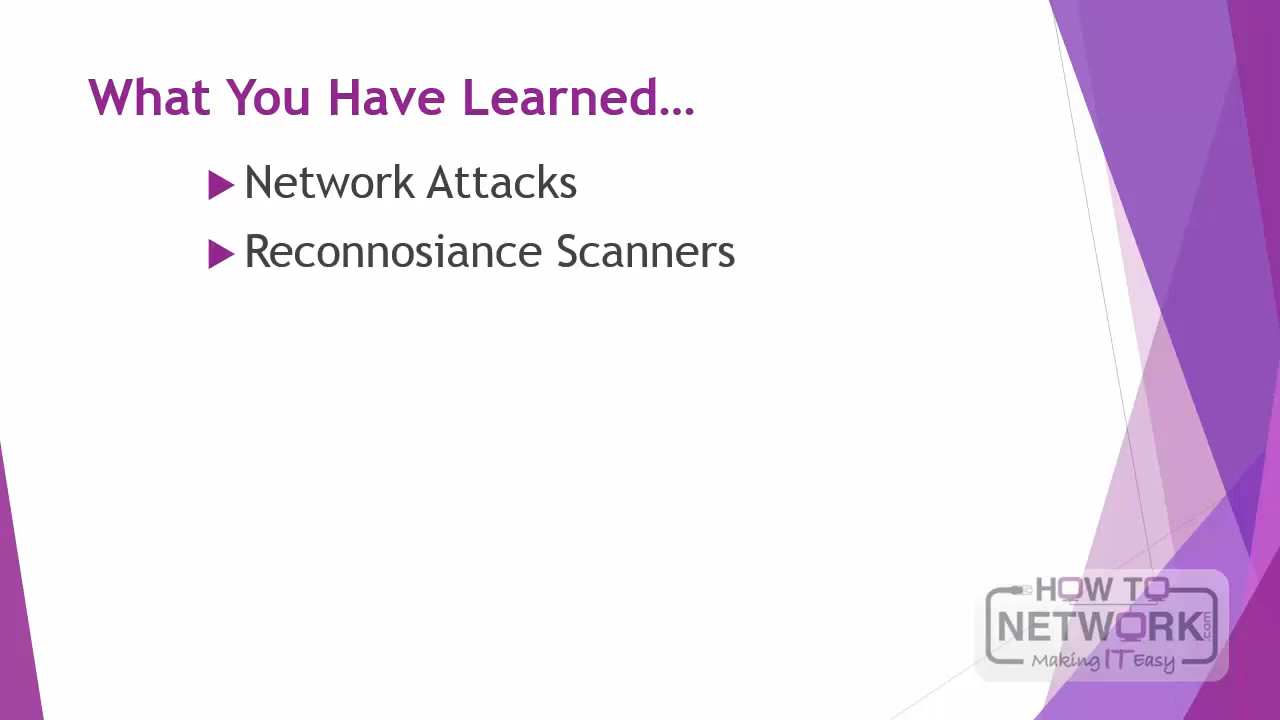 What You Have Learned...
Network Attacks
Reconnosiance Scanners
HOW TO
NETWORK.com
Making IT Easy